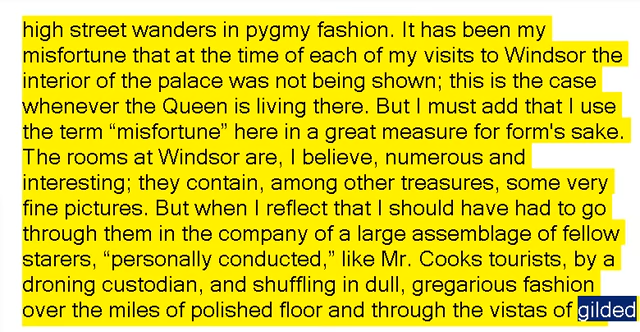 high street wanders in pygmy fashion. It has been my
misfortune that at the time of each of my visits to Windsor the
interior of the palace was not being shown; this is the case
whenever the Queen is living there. But I must add that I use
the term “misfortune” here in a great measure for form's sake.
The rooms at Windsor are, I believe, numerous and
interesting; they contain, among other treasures, some very
fine pictures. But when I reflect that I should have had to go
through them in the company of a large assemblage of fellow
starers, “personally conducted,” like Mr. Cooks tourists, by a
droning custodian, and shuffling in dull, gregarious fashion
over the miles of polished floor and through the vistas of gilded